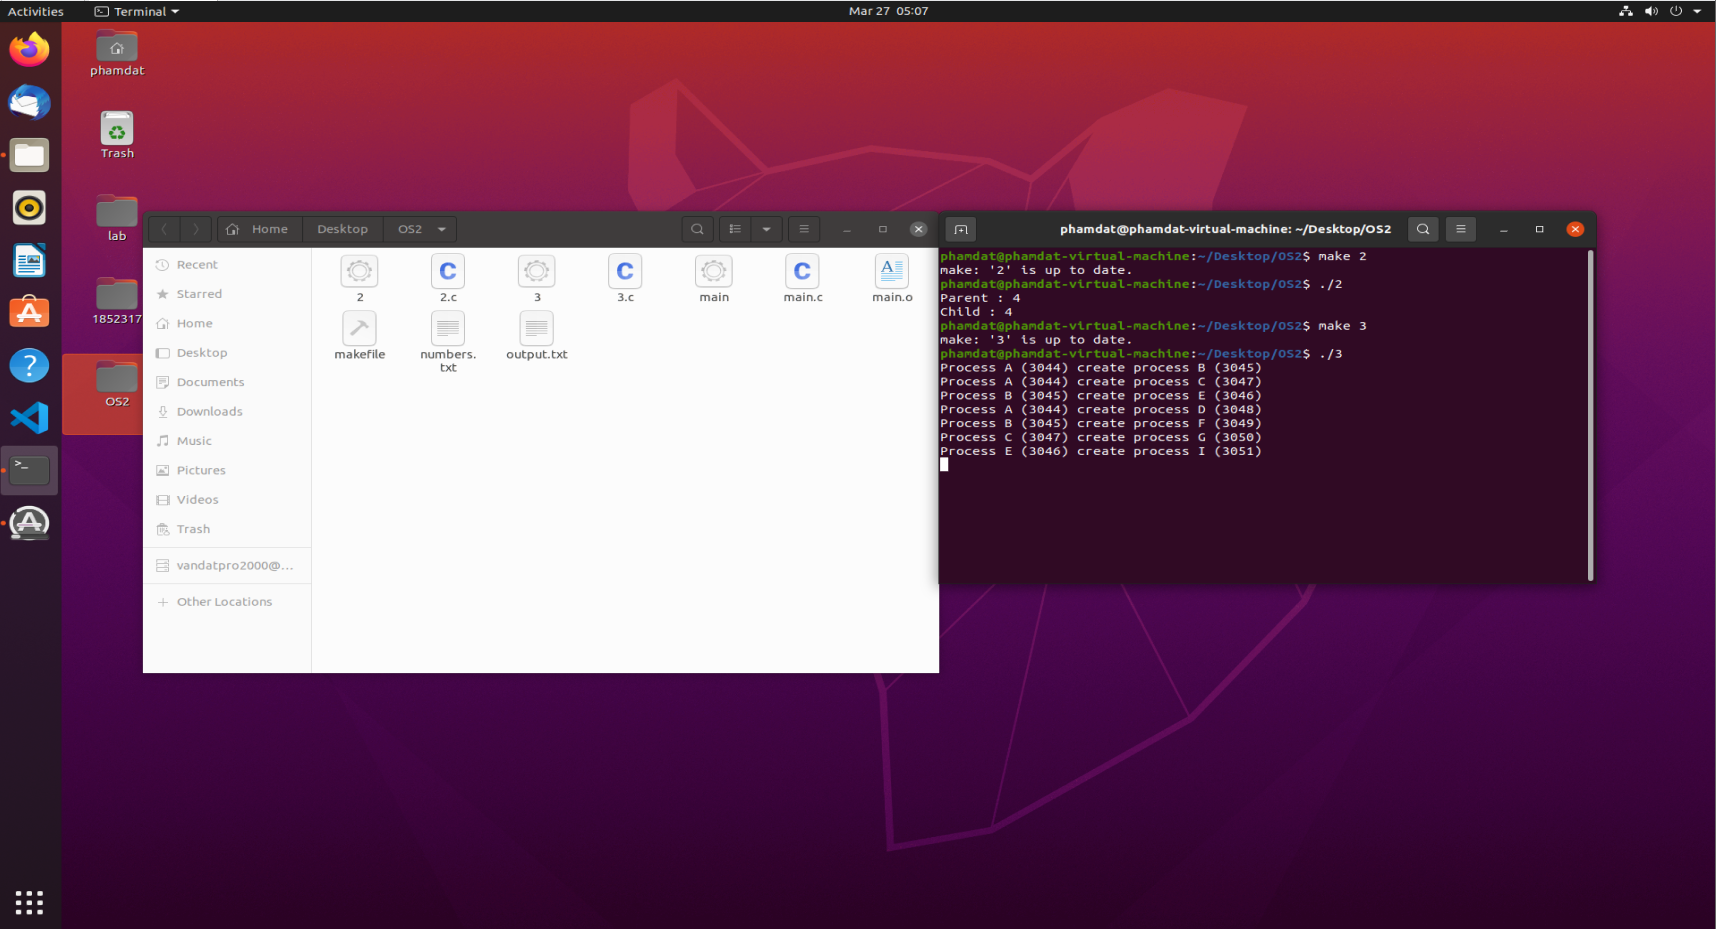 Activities
Terminal
Mar 27 05:07
phamdat
Trash
lab
1852317
OS2
Home
Desktop
OS2
Recent
Starred
Home
Desktop
Documents
Downloads
Music
Pictures
Videos
Trash
vandatpro2000@...
Other Locations
2
2.c
3
3.c
main
main.c
main.o
makefile
numbers.
txt
output.txt
phamdat@phamdat-virtual-machine: ~/Desktop/OS2
phamdat@phamdat-virtual-machine:~/Desktop/OS2$ make 2
make: '2' is up to date.
phamdat@phamdat-virtual-machine:~/Desktop/OS2$ ./2
Parent : 4
Child : 4
phamdat@phamdat-virtual-machine:~/Desktop/OS2$ make 3
make: '3' is up to date.
phamdat@phamdat-virtual-machine:~/Desktop/OS2$ ./3
Process A (3044) create process B (3045)
Process A (3044) create process C (3047)
Process B (3045) create process E (3046)
Process A (3044) create process D (3048)
Process B (3045) create process F (3049)
Process C (3047) create process G (3050)
Process E (3046) create process I (3051)